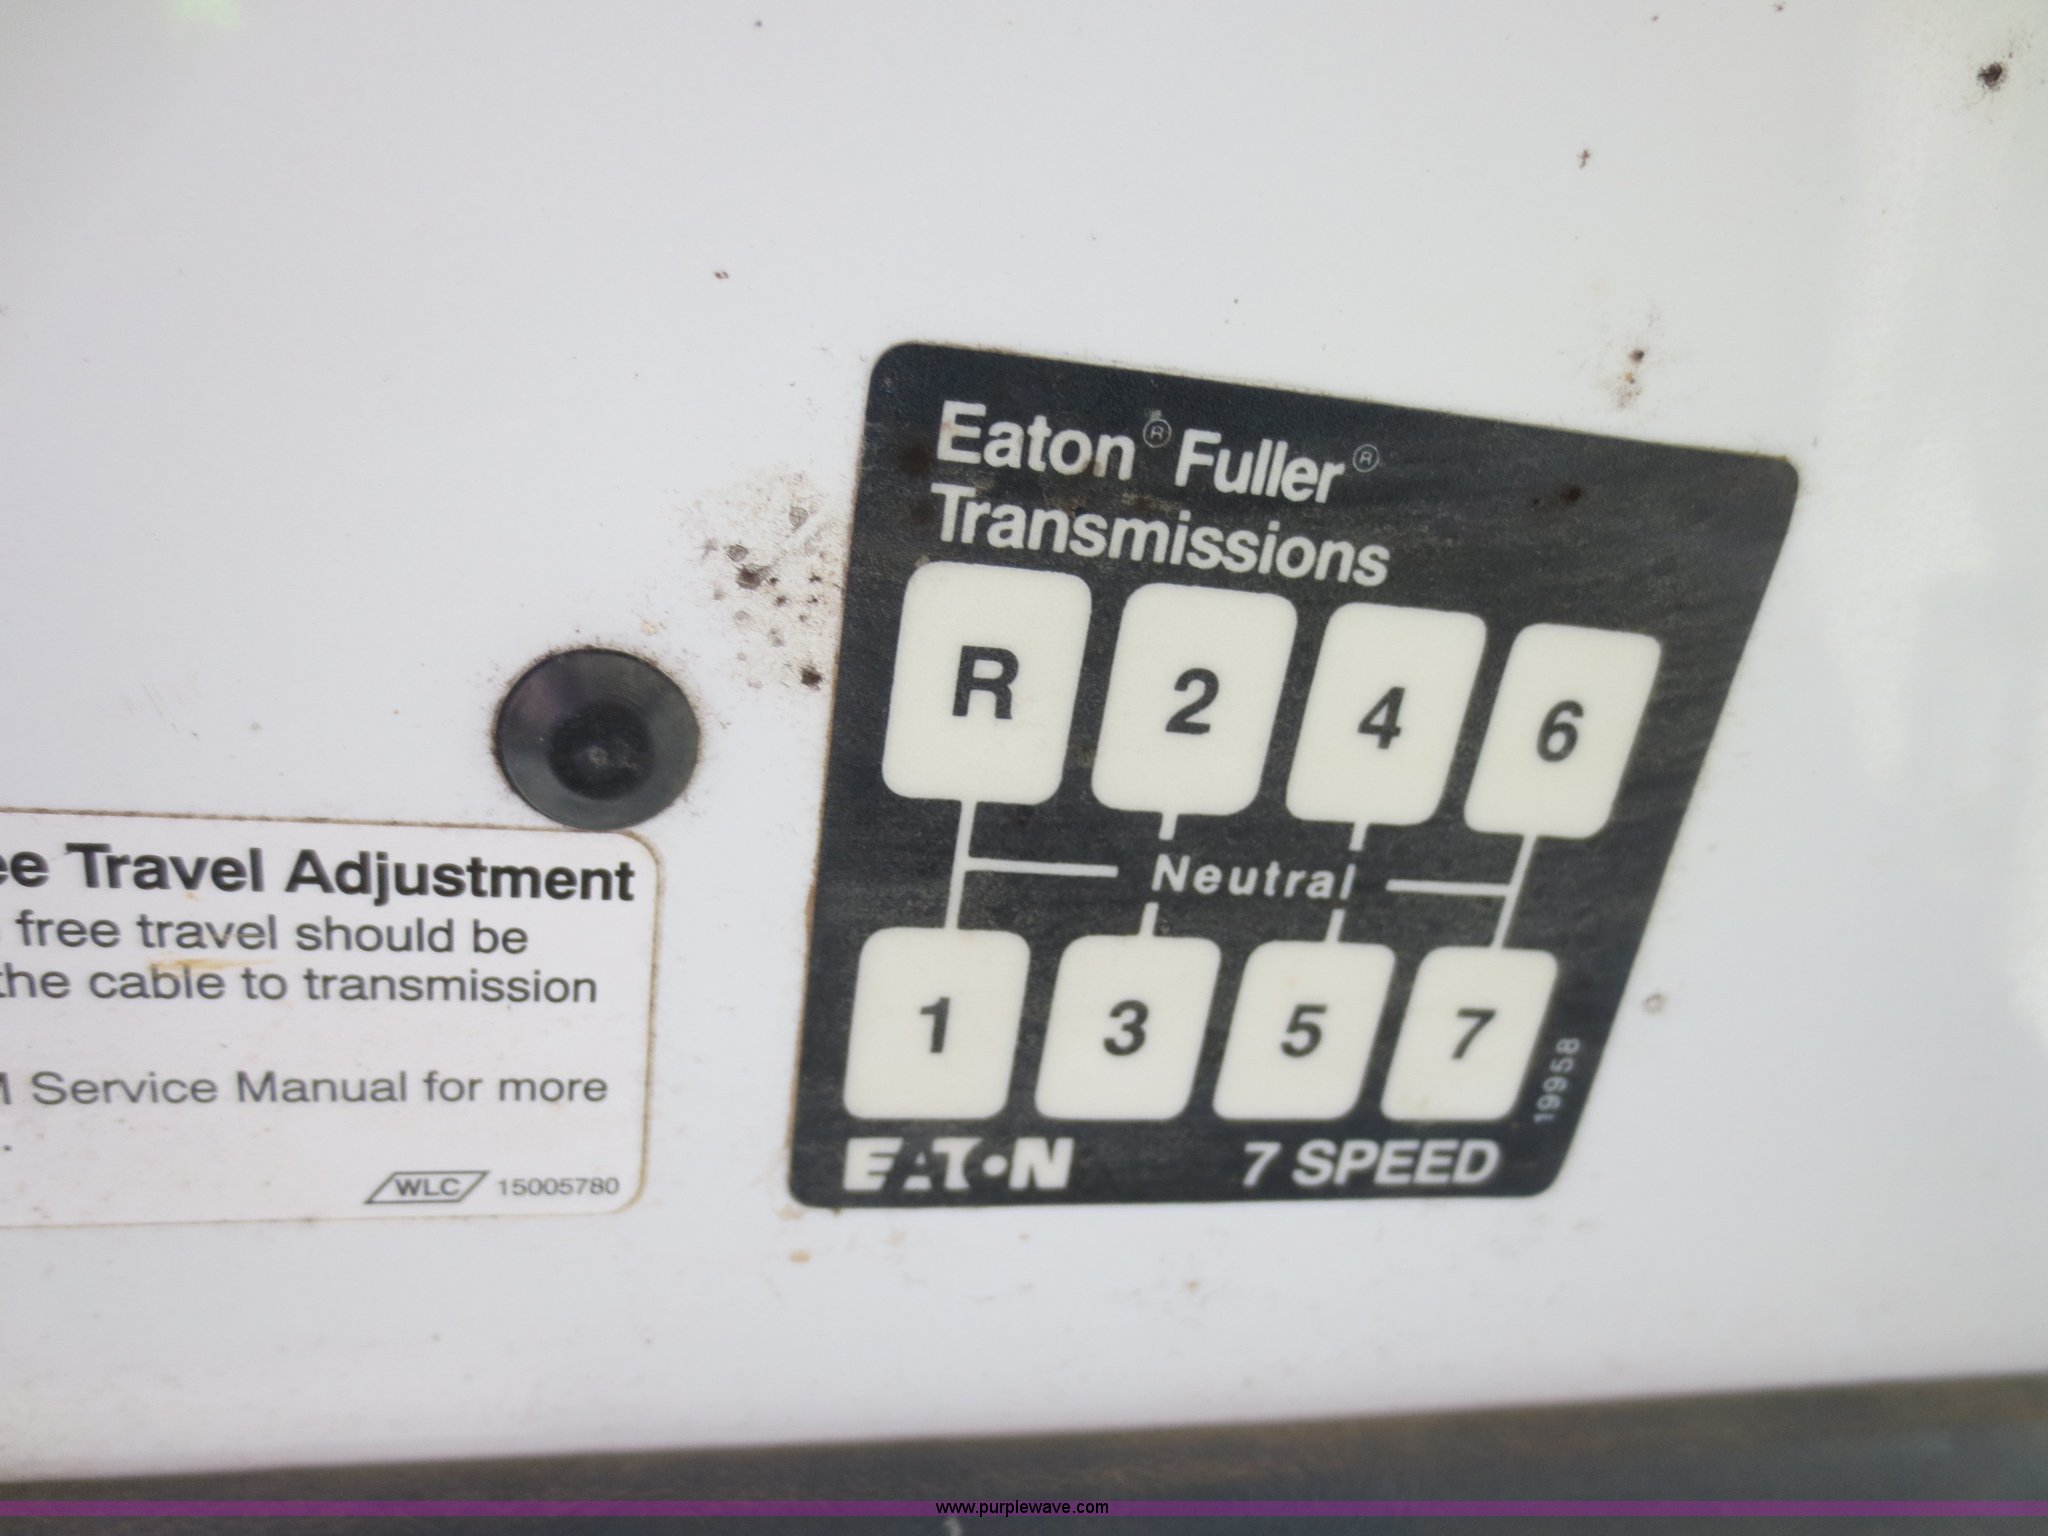 Eaton® Fuller®
Transmissions
R 2 4 6
Neutral
1 3 5 7
19958
EATON 7 SPEED
Travel Adjustment
free travel should be
the cable to transmission
Service Manual for more
WLC 15005780
www.purplewave.com